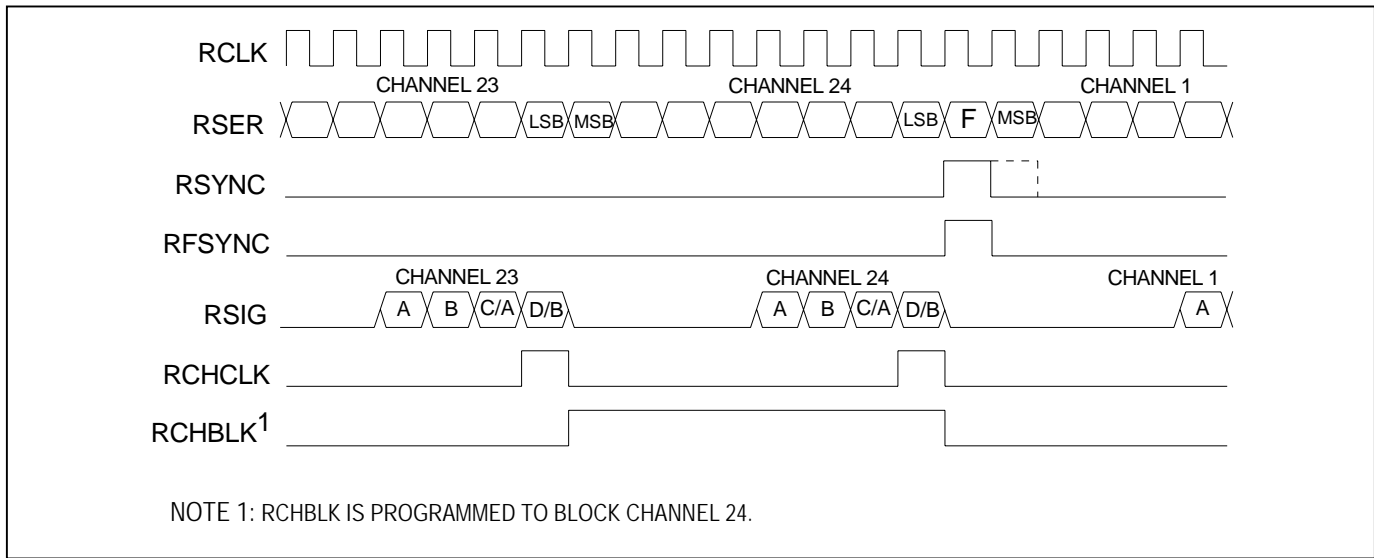 RCLK
CHANNEL 23 CHANNEL 24 CHANNEL 1
RSER LSB MSB LSB F MSB
RSYNC
RFSYNC
CHANNEL 23 CHANNEL 24 CHANNEL 1
RSIG A B C/A D/B A B C/A D/B A
RCHCLK
RCHBLK1
NOTE 1: RCHBLK IS PROGRAMMED TO BLOCK CHANNEL 24.